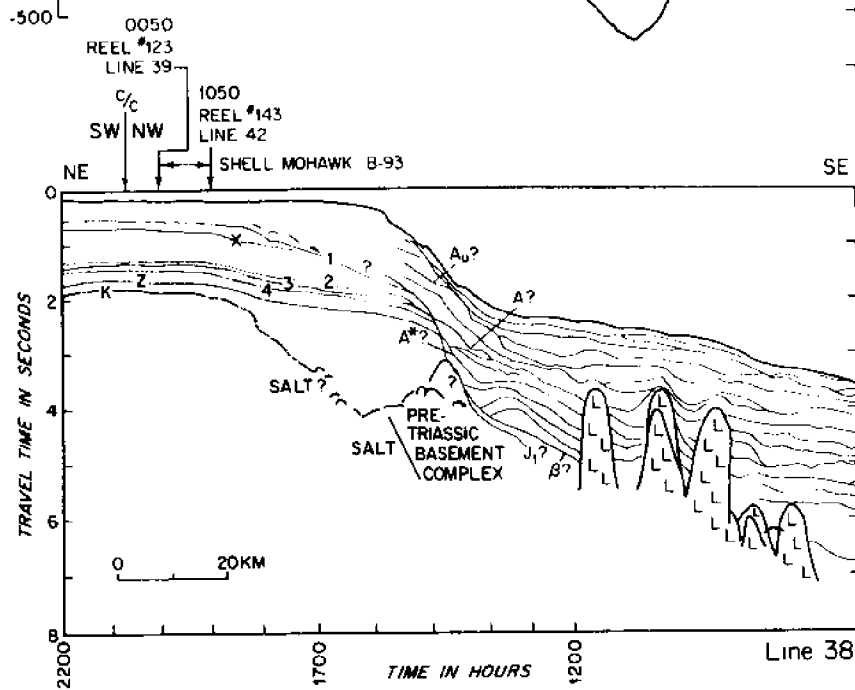 -500
0050
REEL #123
LINE 39
C/C
SW NW
1050
REEL #143
LINE 42
SHELL MOHAWK B-93
NE
SE
0
X
1
?
Au?
2
3
4
Z
K
2
A?
A*?
SALT?
?
4
PRE-
TRIASSIC
BASEMENT
COMPLEX
SALT
J1?
β?
L L L L L
L L L L L
L L L L L
L L L L L
6
0 20 KM
8
2200
1700
1200
TIME IN HOURS
TRAVEL TIME IN SECONDS
Line 38